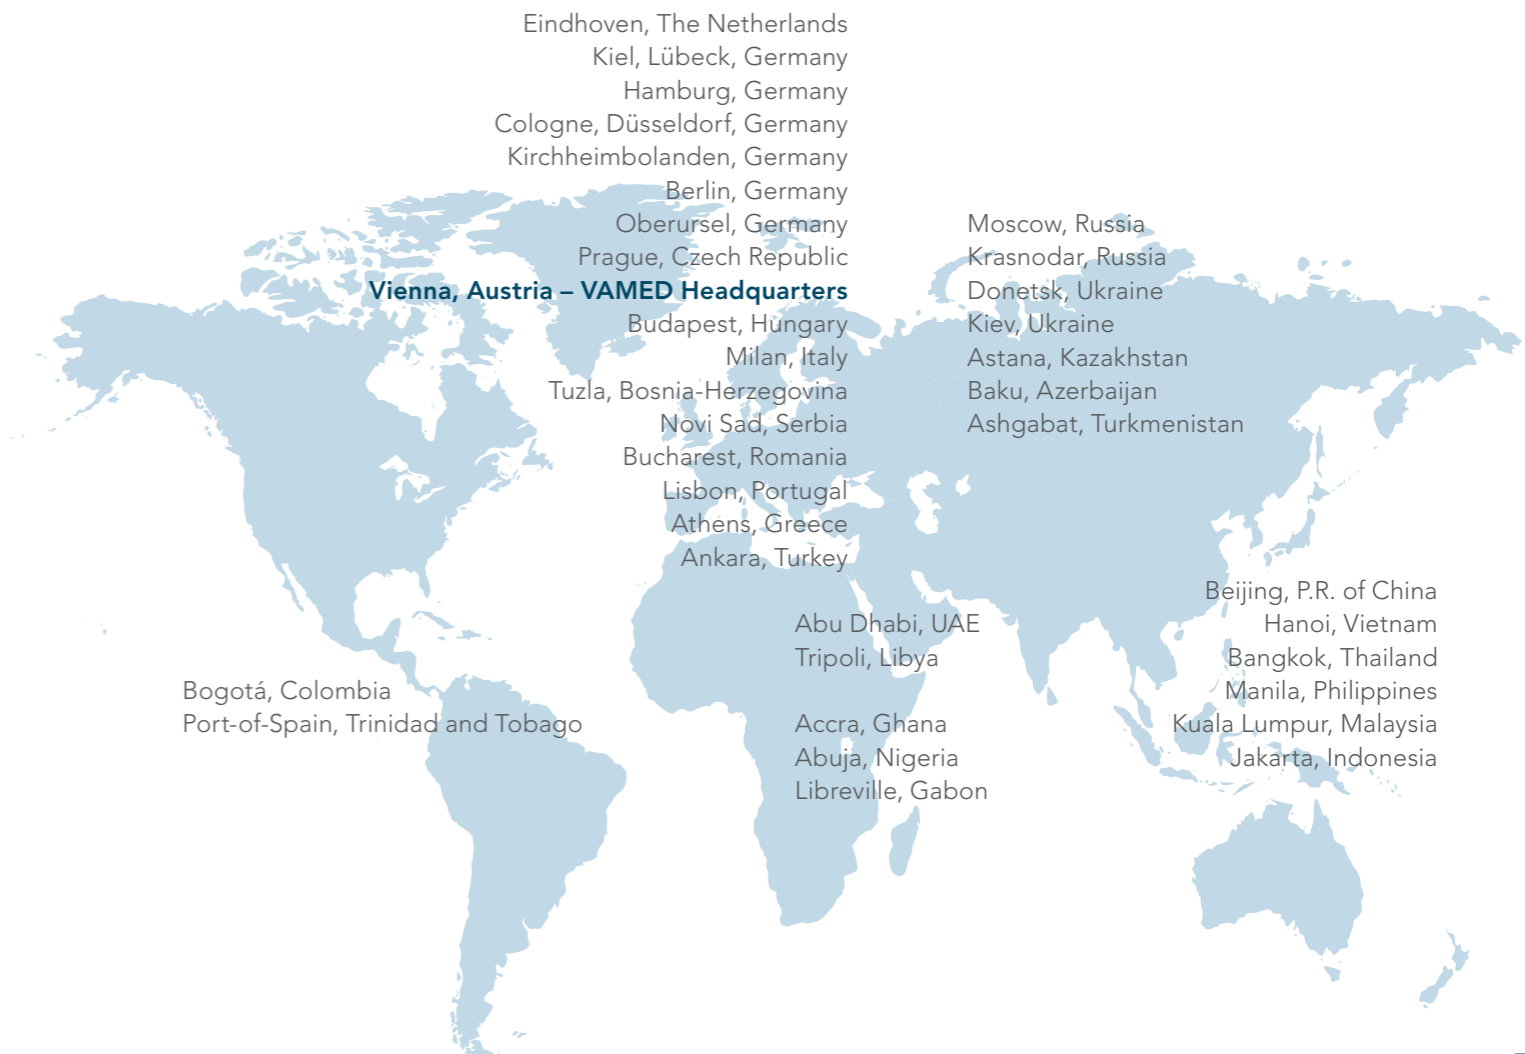 Eindhoven, The Netherlands
Kiel, Lübeck, Germany
Hamburg, Germany
Cologne, Düsseldorf, Germany
Kirchheimbolanden, Germany
Berlin, Germany
Oberursel, Germany
Prague, Czech Republic
Vienna, Austria – VAMED Headquarters
Budapest, Hungary
Milan, Italy
Tuzla, Bosnia-Herzegovina
Novi Sad, Serbia
Bucharest, Romania
Lisbon, Portugal
Athens, Greece
Ankara, Turkey
Moscow, Russia
Krasnodar, Russia
Donetsk, Ukraine
Kiev, Ukraine
Astana, Kazakhstan
Baku, Azerbaijan
Ashgabat, Turkmenistan
Abu Dhabi, UAE
Tripoli, Libya
Accra, Ghana
Abuja, Nigeria
Libreville, Gabon
Beijing, P.R. of China
Hanoi, Vietnam
Bangkok, Thailand
Manila, Philippines
Kuala Lumpur, Malaysia
Jakarta, Indonesia
Bogotá, Colombia
Port-of-Spain, Trinidad and Tobago